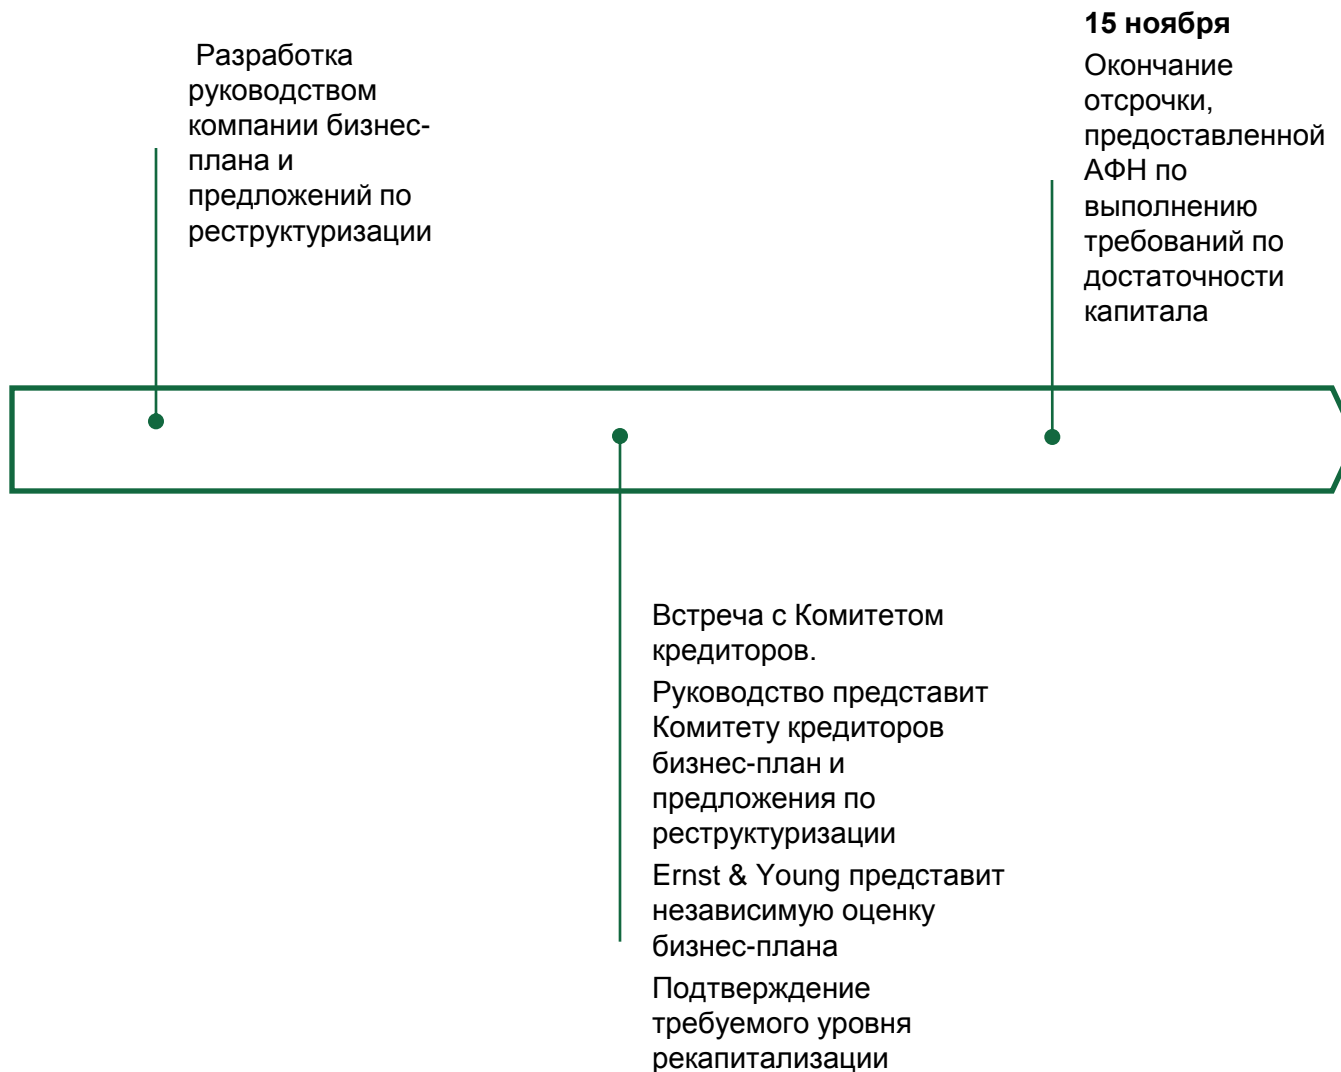 Разработка
руководством
компании бизнес-
плана и
предложений по
реструктуризации
15 ноября
Окончание
отсрочки,
предоставленной
АФН по
выполнению
требований по
достаточности
капитала
Встреча с Комитетом
кредиторов.
Руководство представит
Комитету кредиторов
бизнес-план и
предложения по
реструктуризации
Ernst & Young представит
независимую оценку
бизнес-плана
Подтверждение
требуемого уровня
рекапитализации